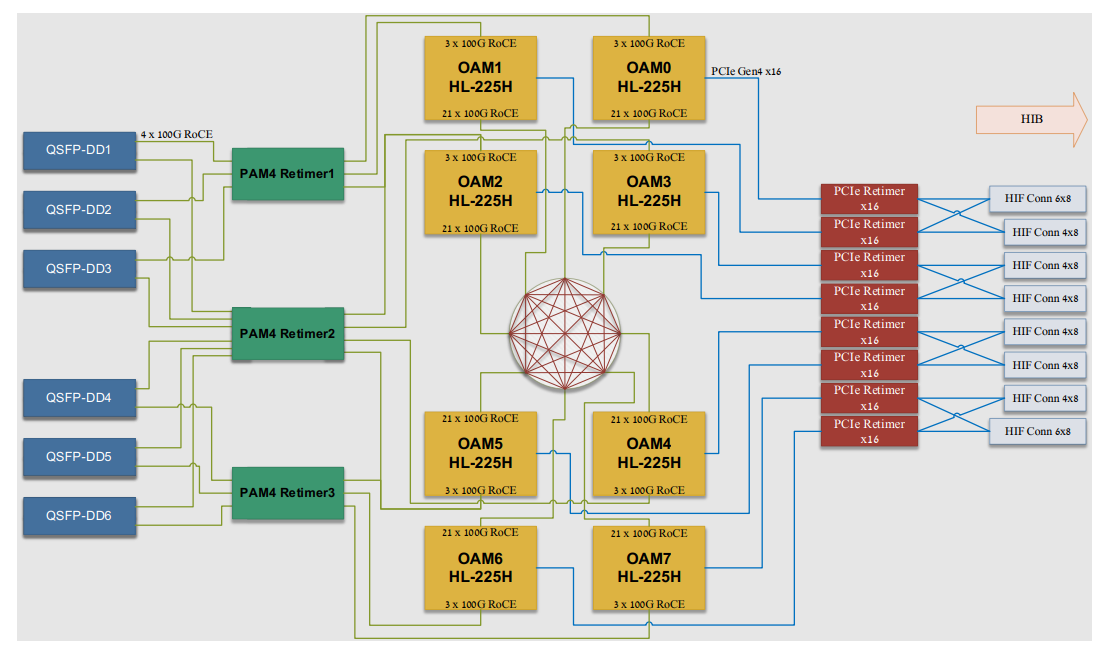 3 x 100G RoCE
OAM1
HL-225H
21 x 100G RoCE
3 x 100G RoCE
OAM0
HL-225H
21 x 100G RoCE
PCIe Gen4 x16
HIB
4 x 100G RoCE
QSFP-DD1
QSFP-DD2
QSFP-DD3
QSFP-DD4
QSFP-DD5
QSFP-DD6
PAM4 Retimer1
PAM4 Retimer2
PAM4 Retimer3
3 x 100G RoCE
OAM2
HL-225H
21 x 100G RoCE
3 x 100G RoCE
OAM3
HL-225H
21 x 100G RoCE
21 x 100G RoCE
OAM5
HL-225H
3 x 100G RoCE
21 x 100G RoCE
OAM4
HL-225H
3 x 100G RoCE
21 x 100G RoCE
OAM6
HL-225H
3 x 100G RoCE
21 x 100G RoCE
OAM7
HL-225H
3 x 100G RoCE
PCIe Retimer
x16
PCIe Retimer
x16
PCIe Retimer
x16
PCIe Retimer
x16
PCIe Retimer
x16
PCIe Retimer
x16
PCIe Retimer
x16
PCIe Retimer
x16
HIF Conn 6x8
HIF Conn 4x8
HIF Conn 4x8
HIF Conn 4x8
HIF Conn 4x8
HIF Conn 4x8
HIF Conn 4x8
HIF Conn 6x8